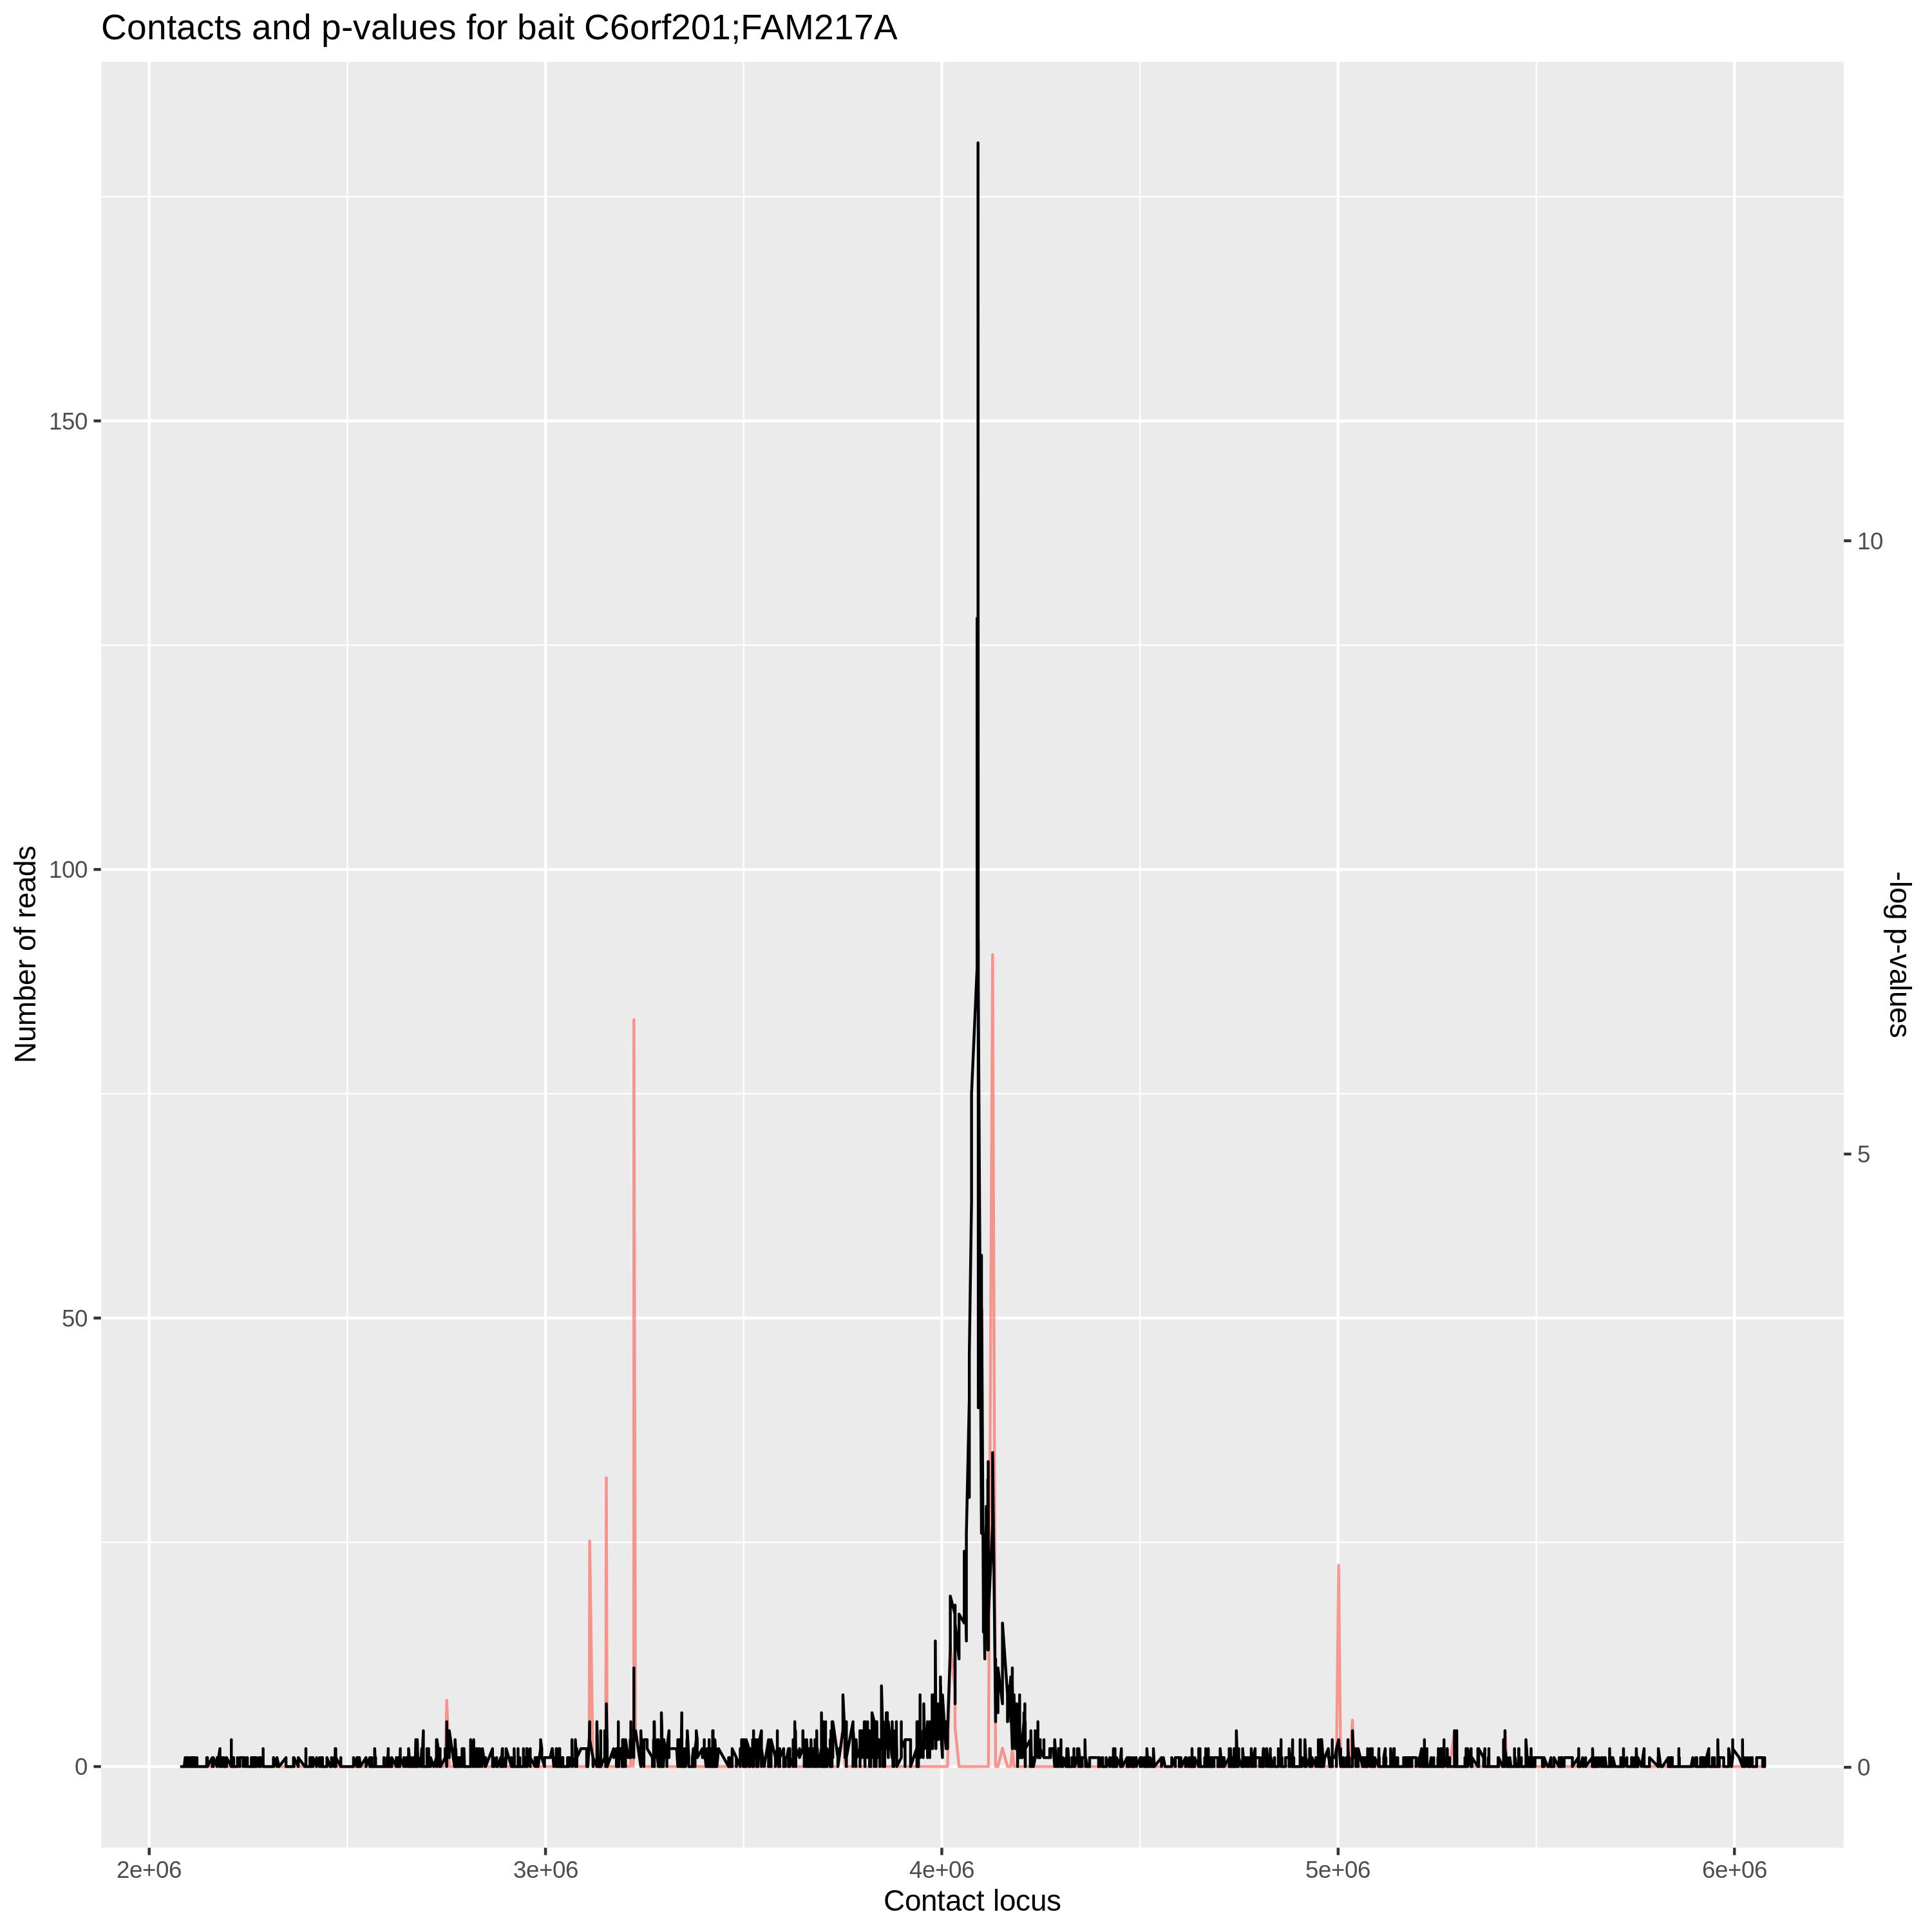 Contacts and p-values for bait C6orf201;FAM217A
150
100
50
0
Number of reads
10
5
0
-log p-values
2e+06
3e+06
4e+06
5e+06
6e+06
Contact locus